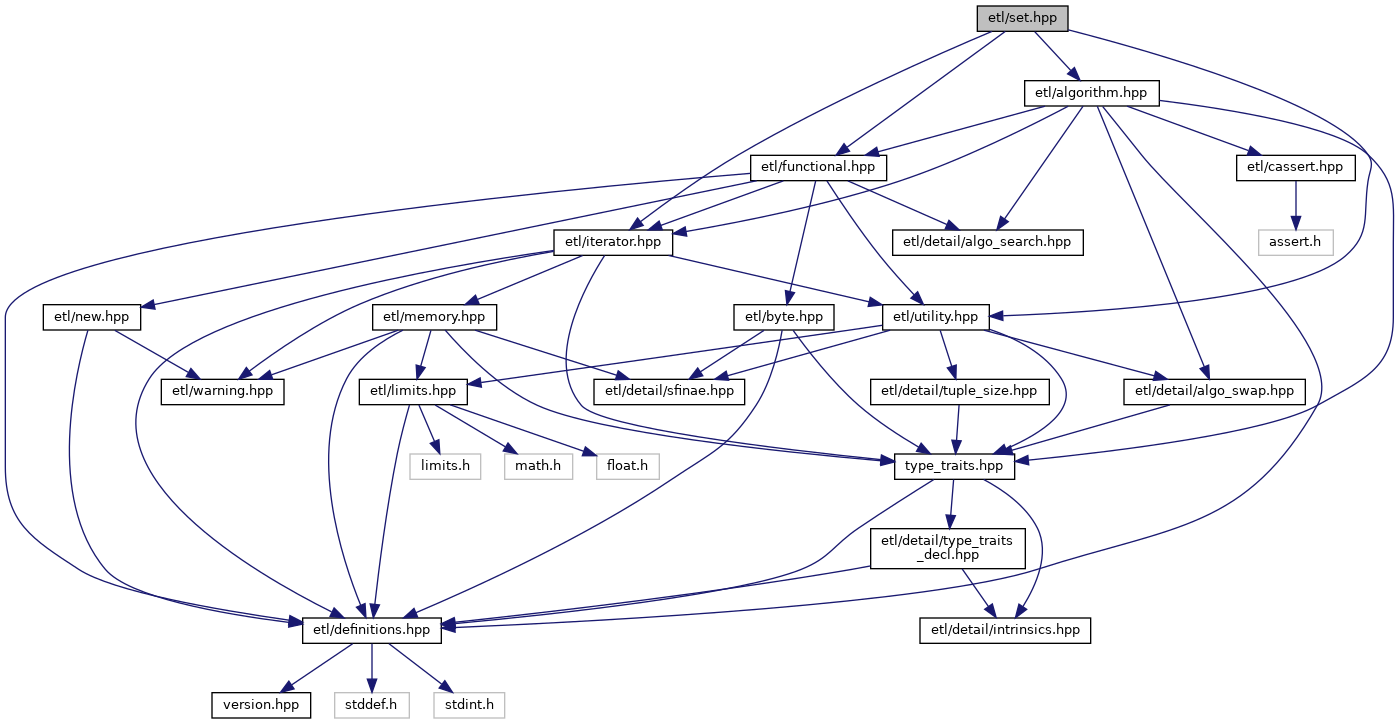 etl/set.hpp
etl/algorithm.hpp
etl/functional.hpp
etl/cassert.hpp
etl/iterator.hpp
etl/detail/algo_search.hpp
assert.h
etl/new.hpp
etl/memory.hpp
etl/byte.hpp
etl/utility.hpp
etl/warning.hpp
etl/limits.hpp
etl/detail/sfinae.hpp
etl/detail/tuple_size.hpp
etl/detail/algo_swap.hpp
limits.h
math.h
float.h
type_traits.hpp
etl/detail/type_traits
_decl.hpp
etl/definitions.hpp
etl/detail/intrinsics.hpp
version.hpp
stddef.h
stdint.h